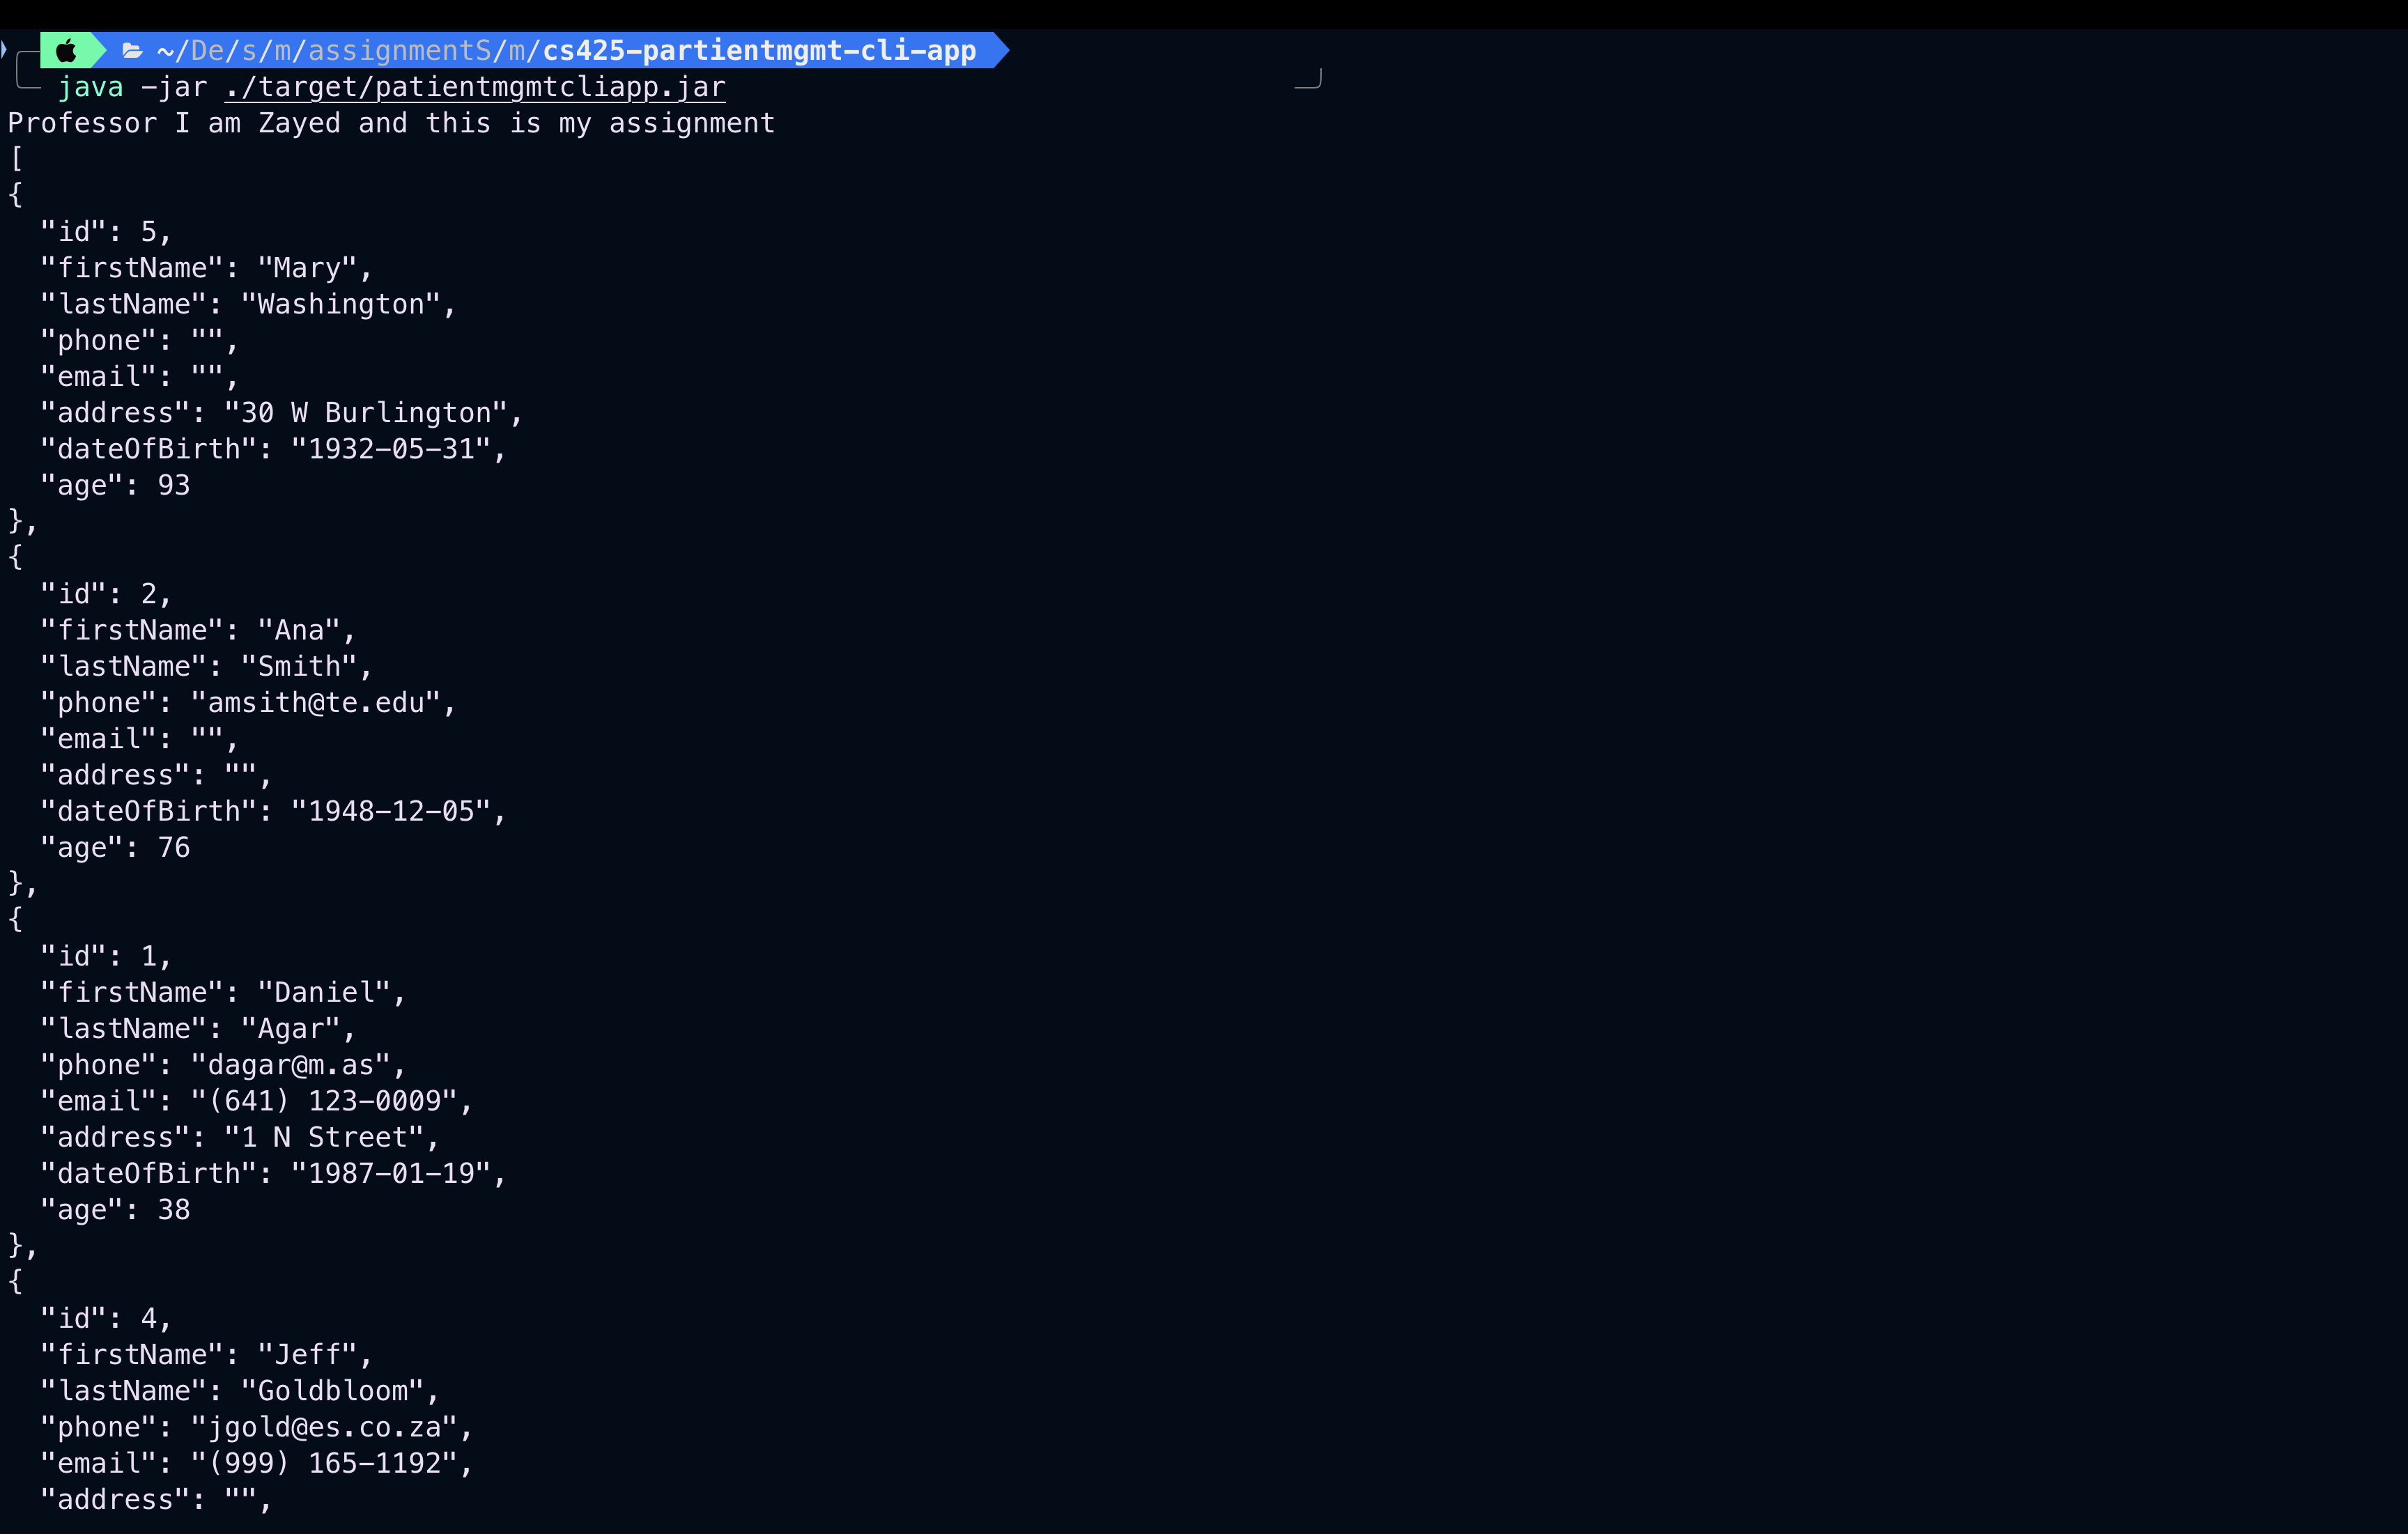 ~/De/s/m/assignmentS/m/cs425-partientmgmt-cli-app
java -jar ./target/patientmgmtcliapp.jar
Professor I am Zayed and this is my assignment
[
{
  "id": 5,
  "firstName": "Mary",
  "lastName": "Washington",
  "phone": "",
  "email": "",
  "address": "30 W Burlington",
  "dateOfBirth": "1932-05-31",
  "age": 93
},
{
  "id": 2,
  "firstName": "Ana",
  "lastName": "Smith",
  "phone": "amsith@te.edu",
  "email": "",
  "address": "",
  "dateOfBirth": "1948-12-05",
  "age": 76
},
{
  "id": 1,
  "firstName": "Daniel",
  "lastName": "Agar",
  "phone": "dagar@m.as",
  "email": "(641) 123-0009",
  "address": "1 N Street",
  "dateOfBirth": "1987-01-19",
  "age": 38
},
{
  "id": 4,
  "firstName": "Jeff",
  "lastName": "Goldbloom",
  "phone": "jgold@es.co.za",
  "email": "(999) 165-1192",
  "address": "",